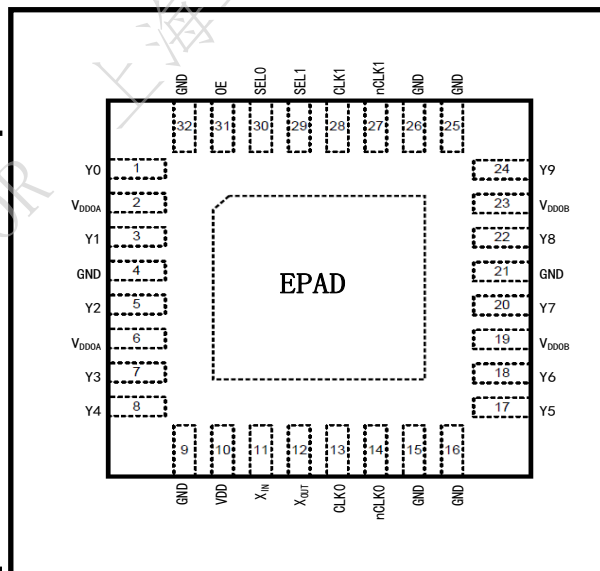 GND OE SEL0 SEL1 CLK1 nCLK1 GND GND
32 31 30 29 28 27 26 25
Y0 1 24 Y9
VDDOA 2 23 VDDOB
Y1 3 22 Y8
GND 4 21 GND
EPAD
Y2 5 20 Y7
VDDOA 6 19 VDDOB
Y3 7 18 Y6
Y4 8 17 Y5
9 10 11 12 13 14 15 16
GND VDD XIN XOUT CLK0 nCLK0 GND GND
上海
OR